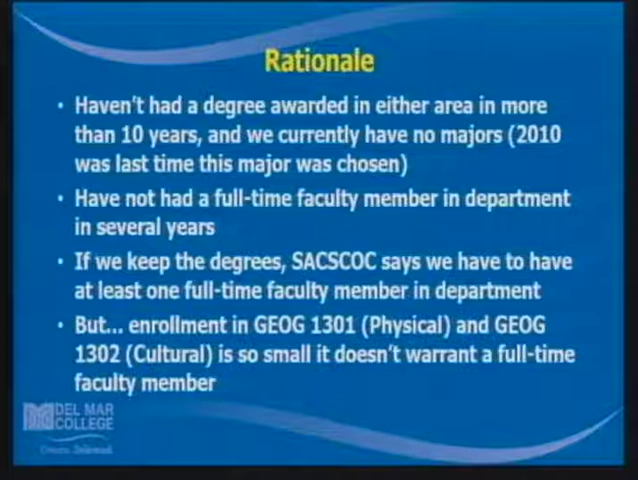 Rationale
• Haven't had a degree awarded in either area in more
than 10 years, and we currently have no majors (2010
was last time this major was chosen)
• Have not had a full-time faculty member in department
in several years
• If we keep the degrees, SACSCOC says we have to have
at least one full-time faculty member in department
• But... enrollment in GEOG 1301 (Physical) and GEOG
1302 (Cultural) is so small it doesn't warrant a full-time
faculty member
DEL MAR
COLLEGE